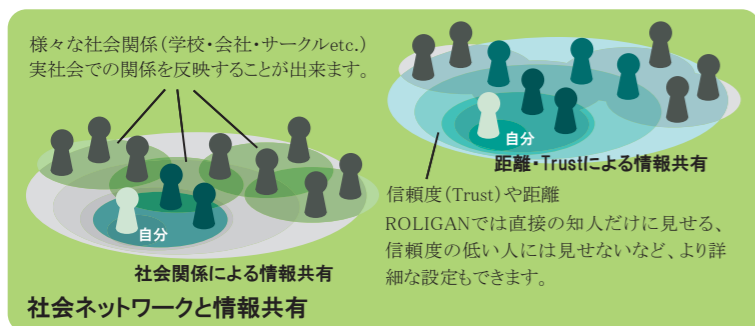 様々な社会関係(学校・会社・サークルetc.)
実社会での関係を反映することが出来ます。
自分
社会関係による情報共有
社会ネットワークと情報共有
自分
距離・Trustによる情報共有
信頼度(Trust)や距離
ROLIGANでは直接の知人だけに見せる、
信頼度の低い人には見せないなど、より詳
細な設定もできます。